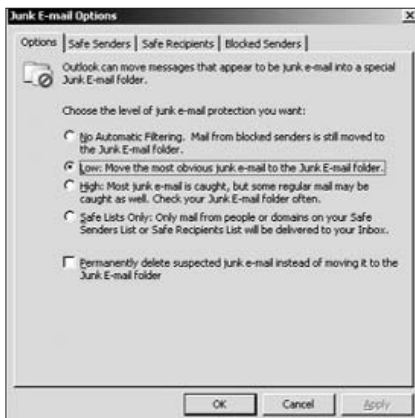 Junk E-mail Options
Options Safe Senders Safe Recipients Blocked Senders
Outlook can move messages that appear to be junk e-mail into a special
Junk E-mail folder.
Choose the level of junk e-mail protection you want:
No Automatic Filtering. Mail from blocked senders is still moved to
the Junk E-mail folder.
Low: Move the most obvious junk e-mail to the Junk E-mail folder.
High: Most junk e-mail is caught, but some regular mail may be
caught as well. Check your Junk E-mail folder often.
Safe Lists Only: Only mail from people or domains on your Safe
Senders List or Safe Recipients List will be delivered to your Inbox.
Permanently delete suspected junk e-mail instead of moving it to the
Junk E-mail folder
OK Cancel Apply